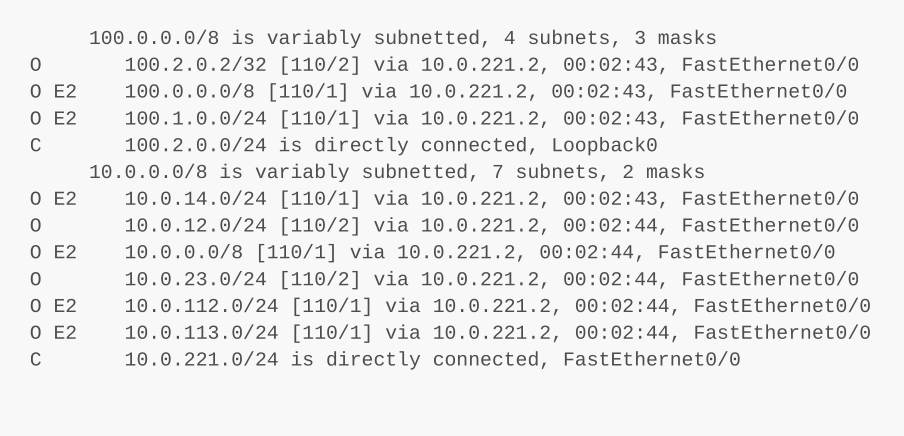 100.0.0.0/8 is variably subnetted, 4 subnets, 3 masks
O 100.2.0.2/32 [110/2] via 10.0.221.2, 00:02:43, FastEthernet0/0
O E2 100.0.0.0/8 [110/1] via 10.0.221.2, 00:02:43, FastEthernet0/0
O E2 100.1.0.0/24 [110/1] via 10.0.221.2, 00:02:43, FastEthernet0/0
C 100.2.0.0/24 is directly connected, Loopback0
10.0.0.0/8 is variably subnetted, 7 subnets, 2 masks
O E2 10.0.14.0/24 [110/1] via 10.0.221.2, 00:02:43, FastEthernet0/0
O 10.0.12.0/24 [110/2] via 10.0.221.2, 00:02:44, FastEthernet0/0
O E2 10.0.0.0/8 [110/1] via 10.0.221.2, 00:02:44, FastEthernet0/0
O 10.0.23.0/24 [110/2] via 10.0.221.2, 00:02:44, FastEthernet0/0
O E2 10.0.112.0/24 [110/1] via 10.0.221.2, 00:02:44, FastEthernet0/0
O E2 10.0.113.0/24 [110/1] via 10.0.221.2, 00:02:44, FastEthernet0/0
C 10.0.221.0/24 is directly connected, FastEthernet0/0